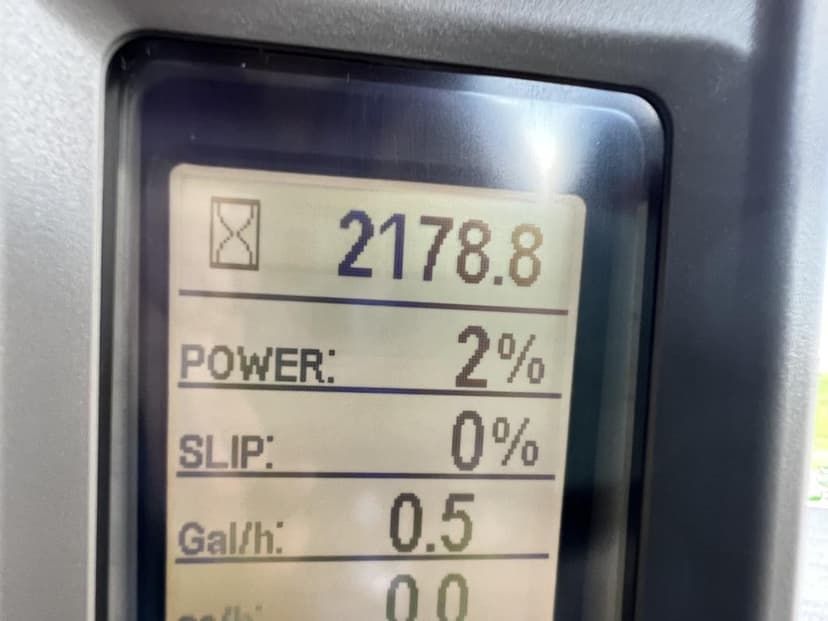 2178.8
POWER: 2%
SLIP: 0%
Gal/h: 0.5
0.0